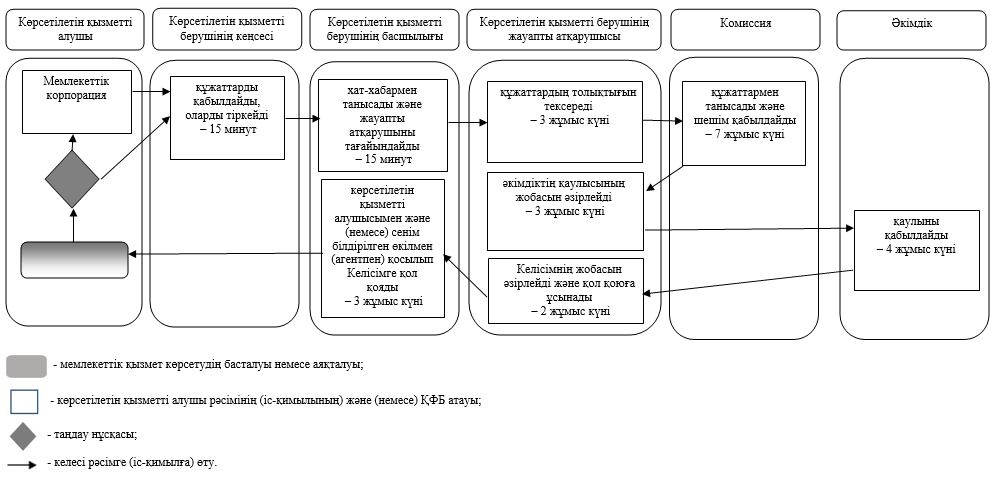 Көрсетілетін қызметті
алушы
Көрсетілетін қызметті
берушінің кеңсесі
Көрсетілетін қызметті
берушінің басшылығы
Көрсетілетін қызметті берушінің
жауапты атқарушысы
Комиссия
Әкімдік
Мемлекеттік
корпорация
құжаттарды
қабылдайды,
оларды тіркейді
– 15 минут
хат-хабармен
танысады және
жауапты
атқарушыны
тағайындайды
– 15 минут
құжаттардың толықтығын
тексереді
– 3 жұмыс күні
құжаттармен
танысады және
шешім қабылдайды
– 7 жұмыс күні
әкімдіктің қаулысының
жобасын әзірлейді
– 3 жұмыс күні
қаулыны
қабылдайды
– 4 жұмыс күні
Келісімнің жобасын
әзірлейді және қол қоюға
ұсынады
– 2 жұмыс күні
көрсетілетін
қызметті
алушысымен және
(немесе) сенім
білдірілген өкілмен
(агентпен) қосылып
Келісімге қол
қояды
– 3 жұмыс күні
- мемлекеттік қызмет көрсетудің басталуы немесе аяқталуы;
- көрсетілетін қызметті алушы рәсімінің (іс-қимылының) және (немесе) ҚФБ атауы;
- таңдау нұсқасы;
- келесі рәсімге (іс-қимылға) өту.